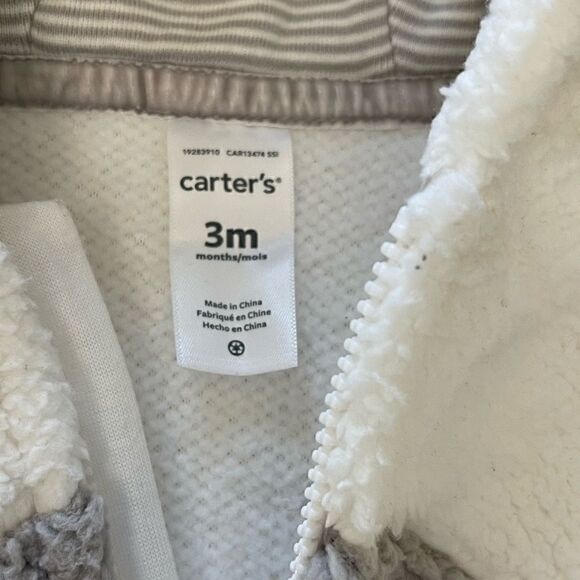 19283910 CAR13474 SSI
carter's®
3m
months/mois
Made in China
Fabriqué en Chine
Hecho en China